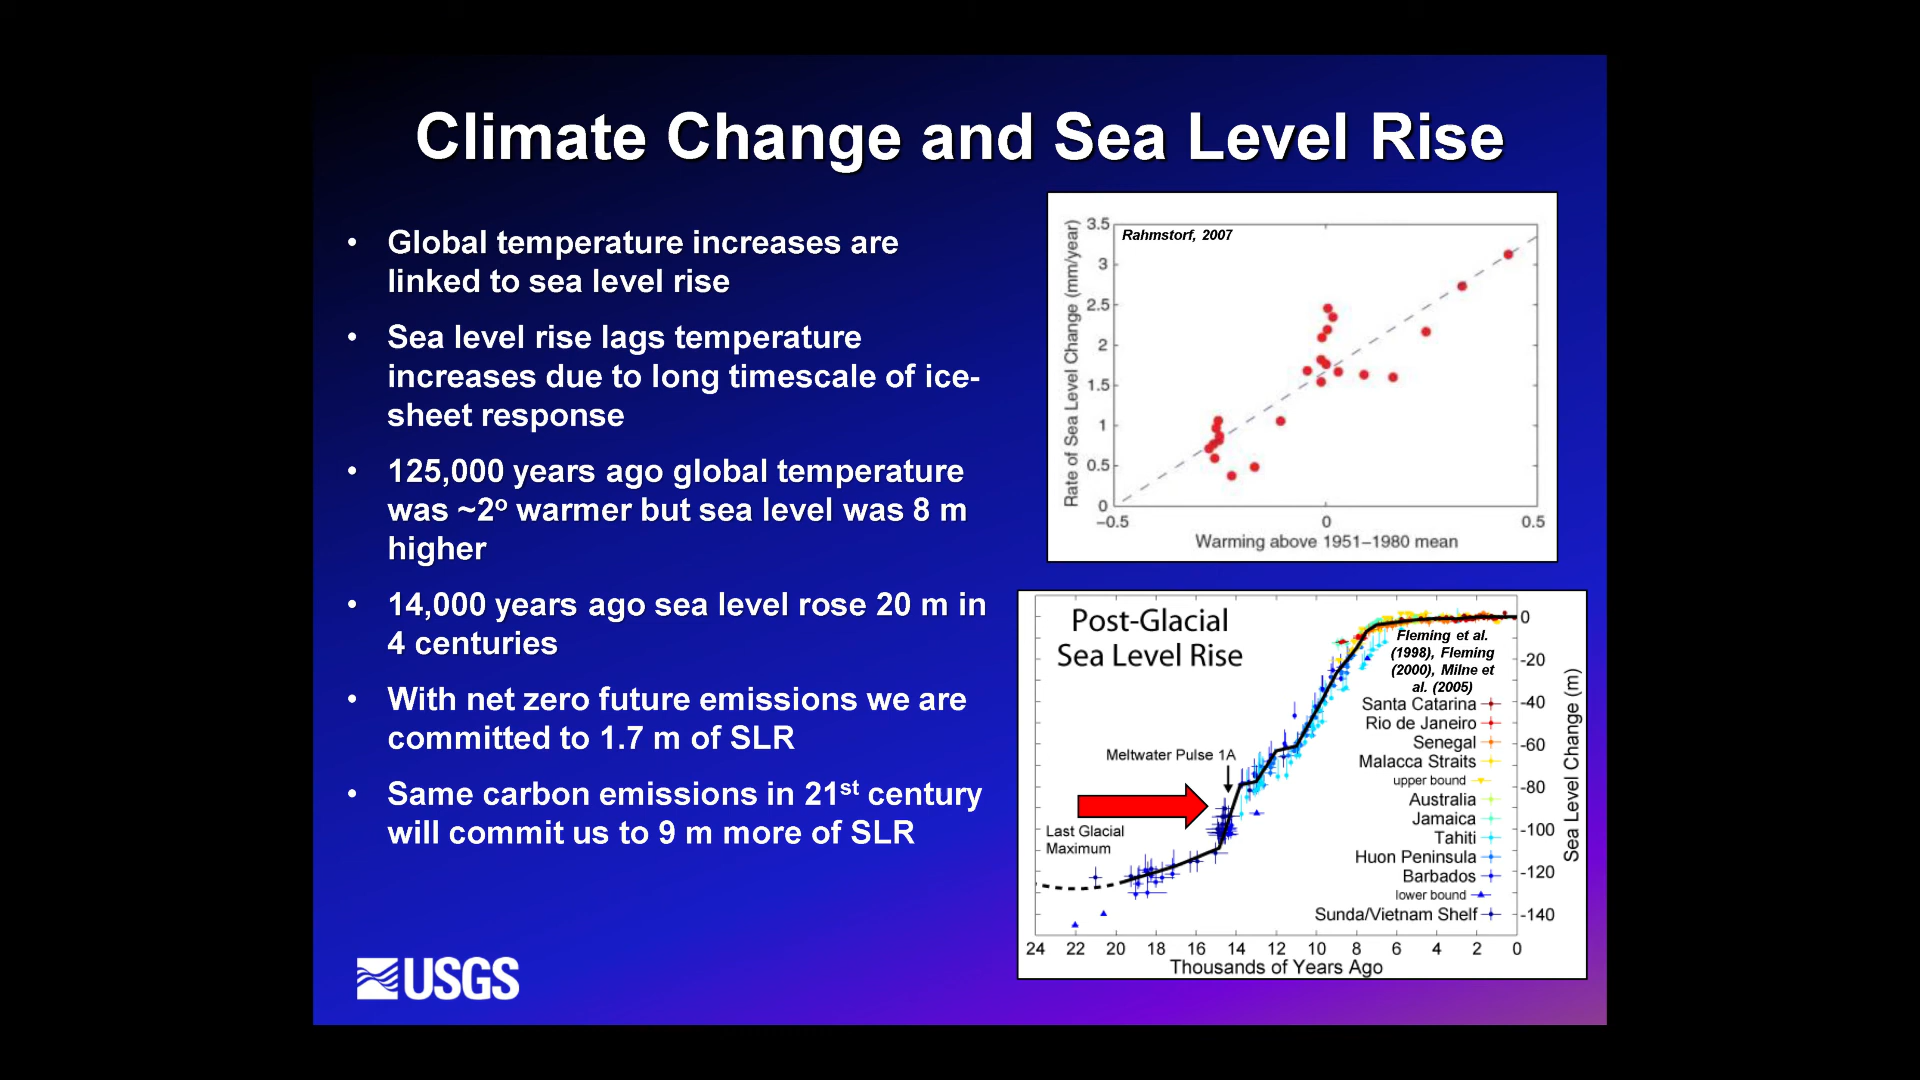 Climate Change and Sea Level Rise
• Global temperature increases are
linked to sea level rise
• Sea level rise lags temperature
increases due to long timescale of ice-
sheet response
• 125,000 years ago global temperature
was ~2º warmer but sea level was 8 m
higher
• 14,000 years ago sea level rose 20 m in
4 centuries
• With net zero future emissions we are
committed to 1.7 m of SLR
• Same carbon emissions in 21st century
will commit us to 9 m more of SLR
USGS
Rahmstorf, 2007
Rate of Sea Level Change (mm/year)
3.5
3
2.5
2
1.5
1
0.5
0
−0.5 0 0.5
Warming above 1951−1980 mean
Post-Glacial
Sea Level Rise
Fleming et al.
(1998), Fleming
(2000), Milne et
al. (2005)
Santa Catarina
Rio de Janeiro
Senegal
Malacca Straits
upper bound
Australia
Jamaica
Tahiti
Huon Peninsula
Barbados
lower bound
Sunda/Vietnam Shelf
Meltwater Pulse 1A
Last Glacial
Maximum
0
-20
-40
-60
-80
-100
-120
-140
Sea Level Change (m)
24 22 20 18 16 14 12 10 8 6 4 2 0
Thousands of Years Ago